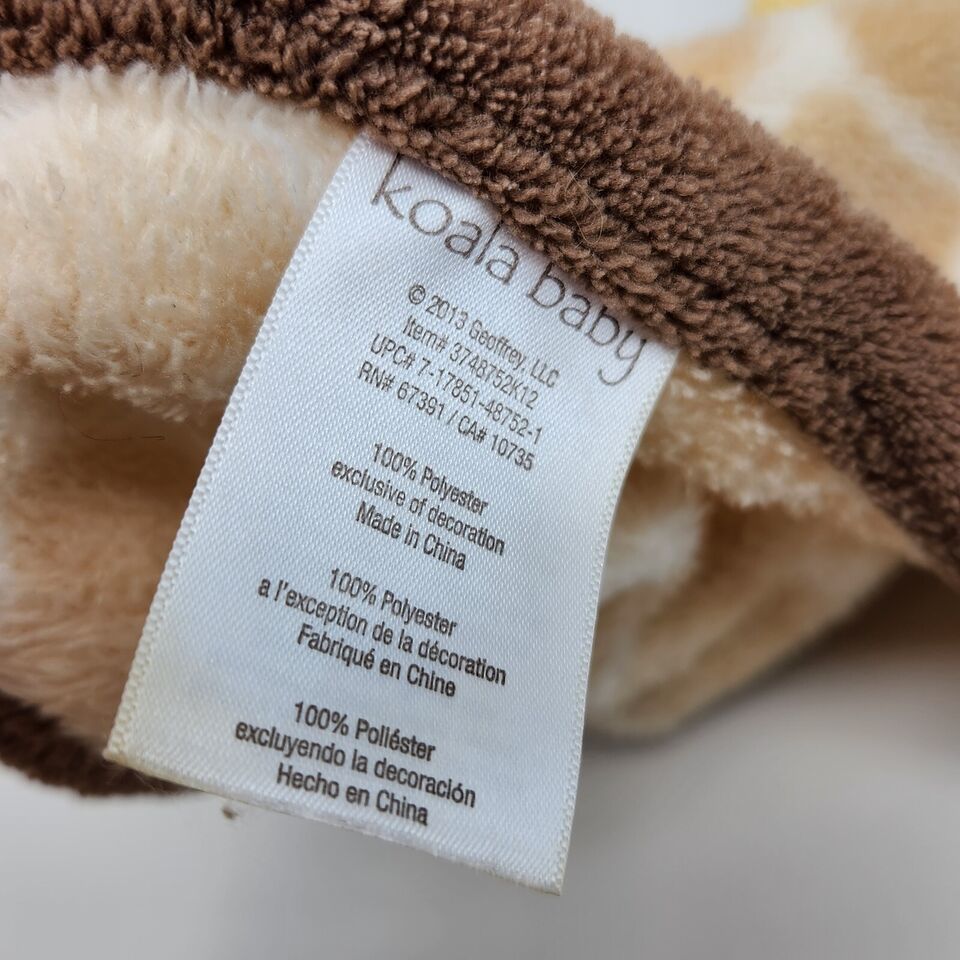 koala baby
© 2013 Geoffrey, LLC
Item# 3748752K12
UPC# 7-17851-48752-1
RN# 67391 / CA# 10735
100% Polyester
exclusive of decoration
Made in China
100% Polyester
a l'exception de la décoration
Fabriqué en Chine
100% Poliéster
excluyendo la decoración
Hecho en China